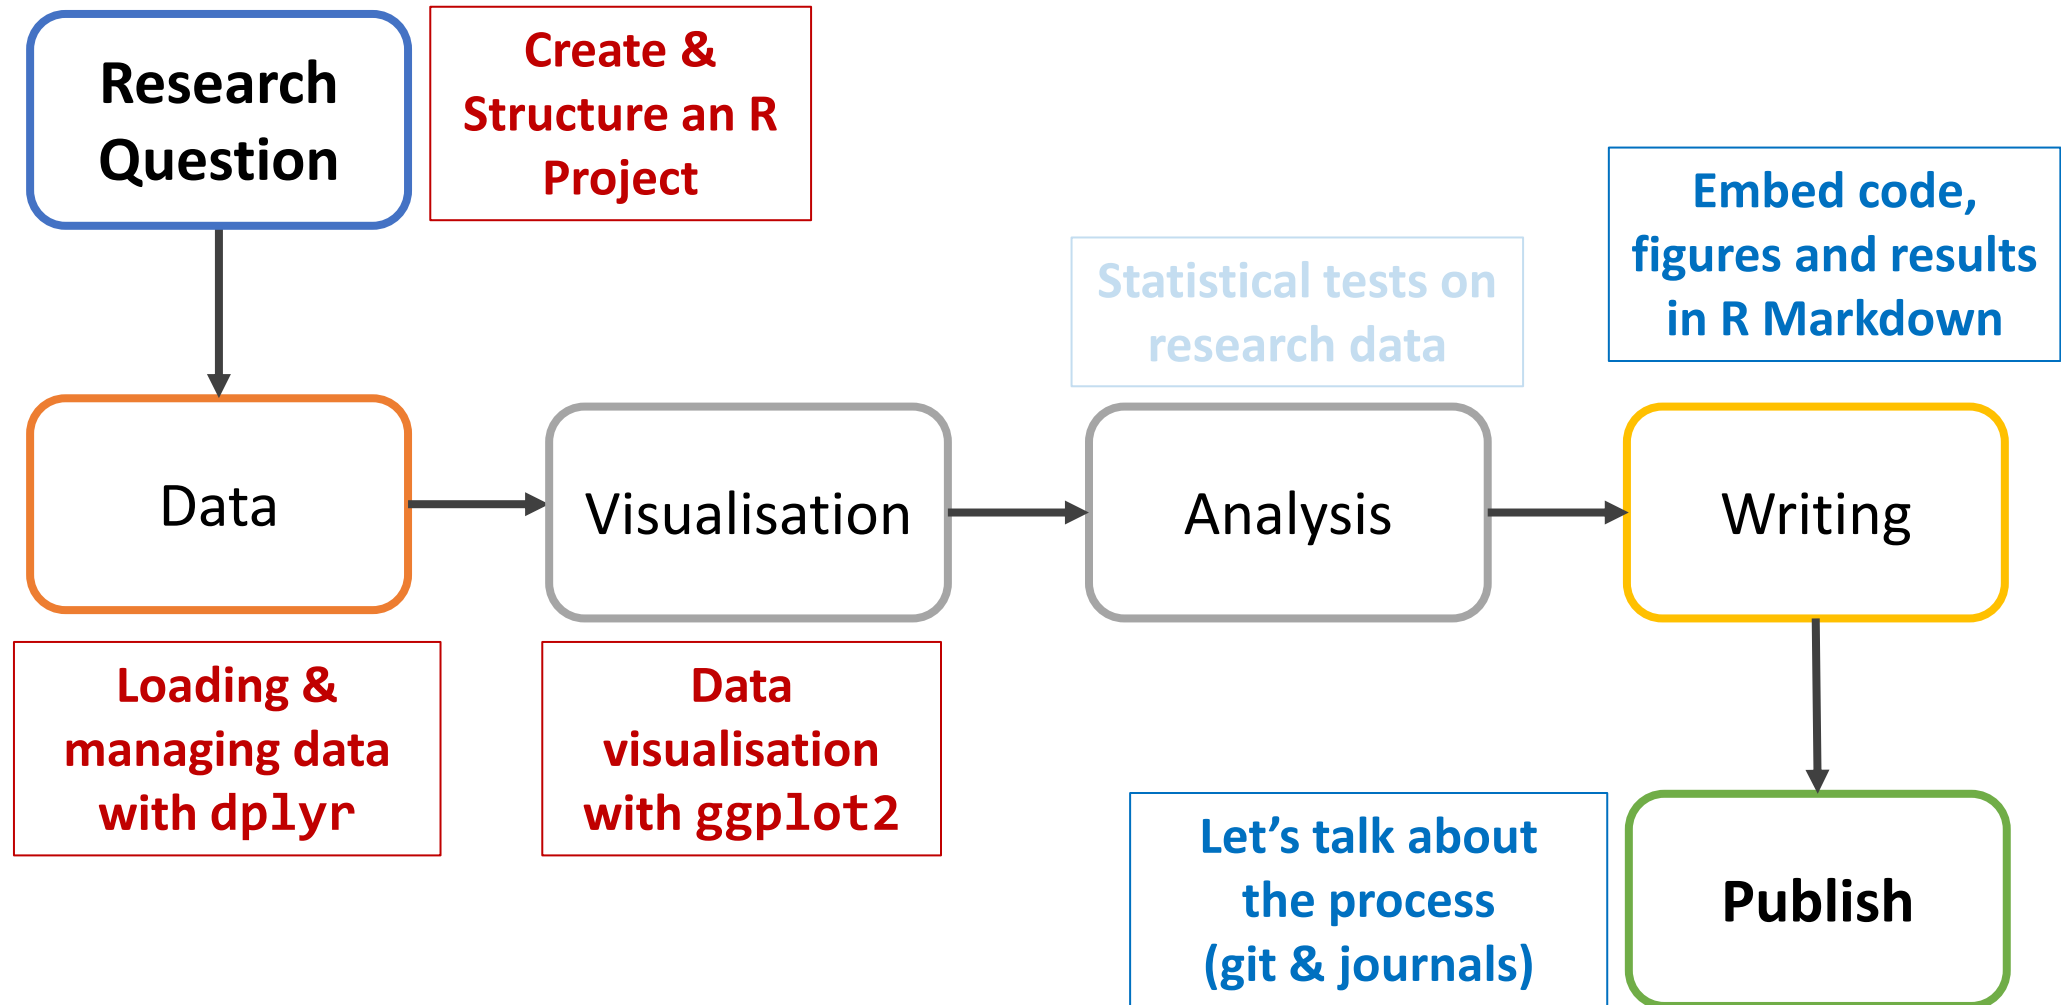 Research
Question
Create &
Structure an R
Project
Embed code,
figures and results
in R Markdown
Statistical tests on
research data
Data
Visualisation
Analysis
Writing
Loading &
managing data
with dplyr
Data
visualisation
with ggplot2
Let’s talk about
the process
(git & journals)
Publish